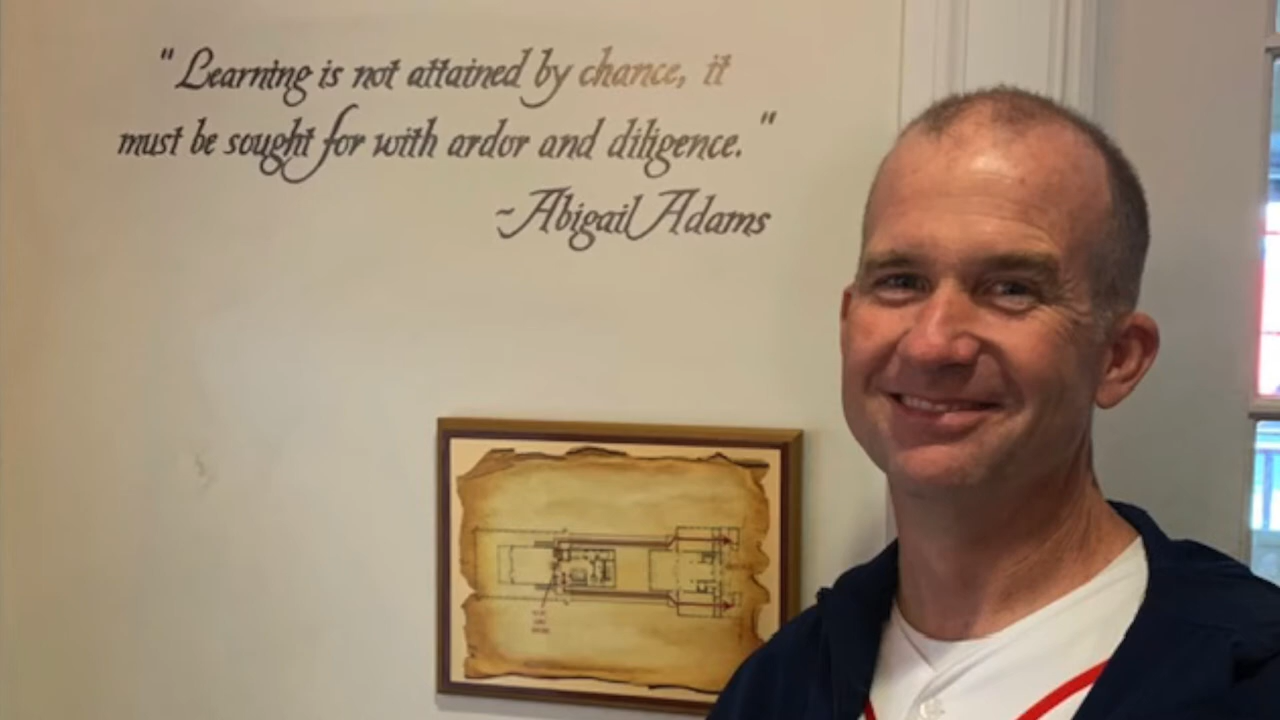 "Learning is not attained by chance, it
must be sought for with ardor and diligence."
~Abigail Adams